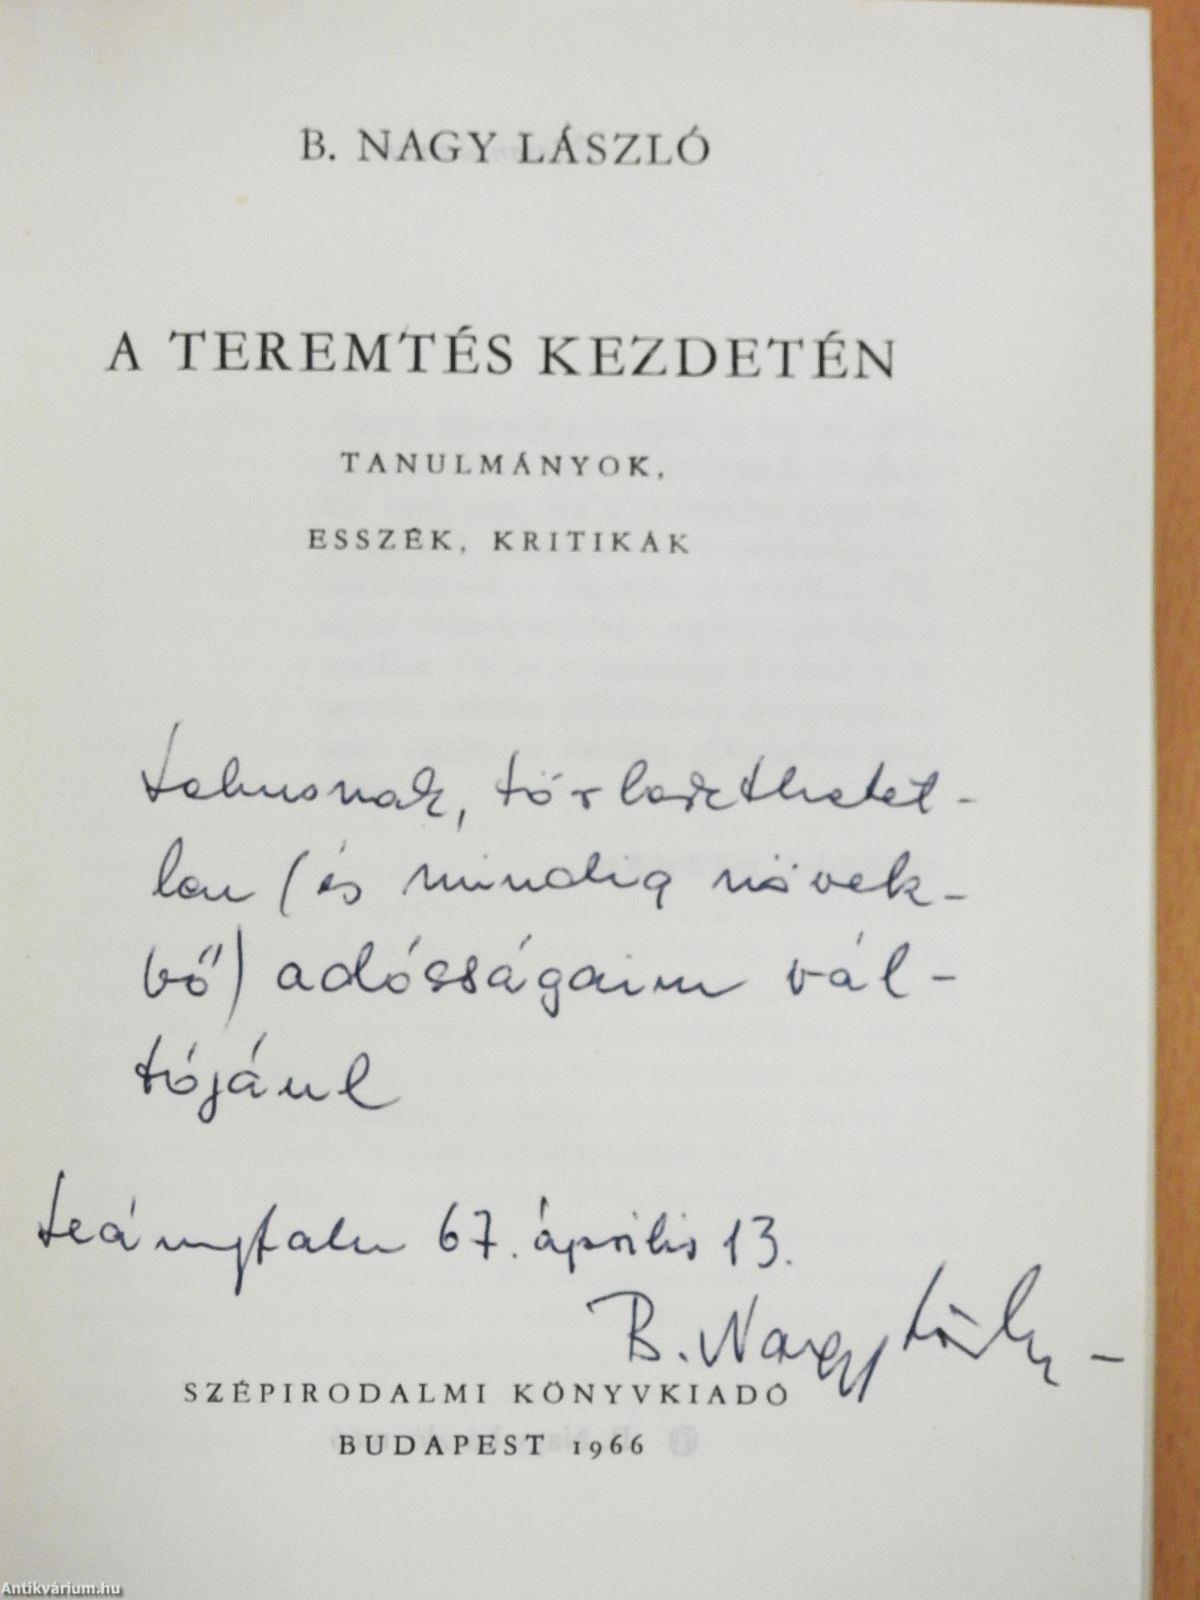 B. NAGY LÁSZLÓ
A TEREMTÉS KEZDETÉN
TANULMÁNYOK,
ESSZÉK, KRITIKÁK
törleszthetet-
len (és mindig növek-
vő) adósságaim vál-
tójául
Leányfalu 67. április 13.
B. Nagy László
SZÉPIRODALMI KÖNYVKIADÓ
BUDAPEST 1966
Antikvárium.hu